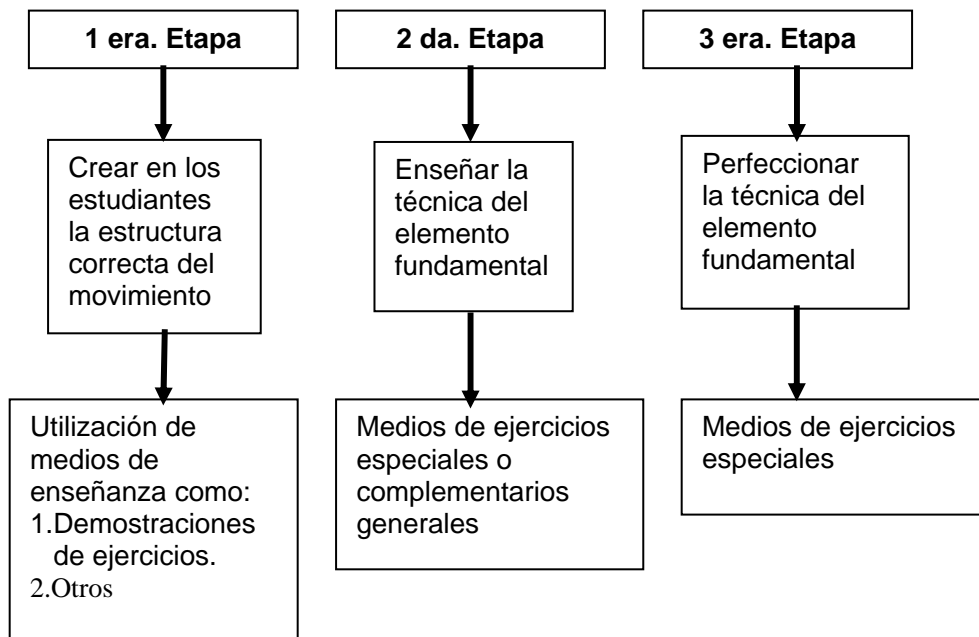 1 era. Etapa
Crear en los
estudiantes
la estructura
correcta del
movimiento
Utilización de
medios de
enseñanza como:
1.Demostraciones
de ejercicios.
2.Otros
2 da. Etapa
Enseñar la
técnica del
elemento
fundamental
Medios de ejercicios
especiales o
complementarios
generales
3 era. Etapa
Perfeccionar
la técnica del
elemento
fundamental
Medios de ejercicios
especiales